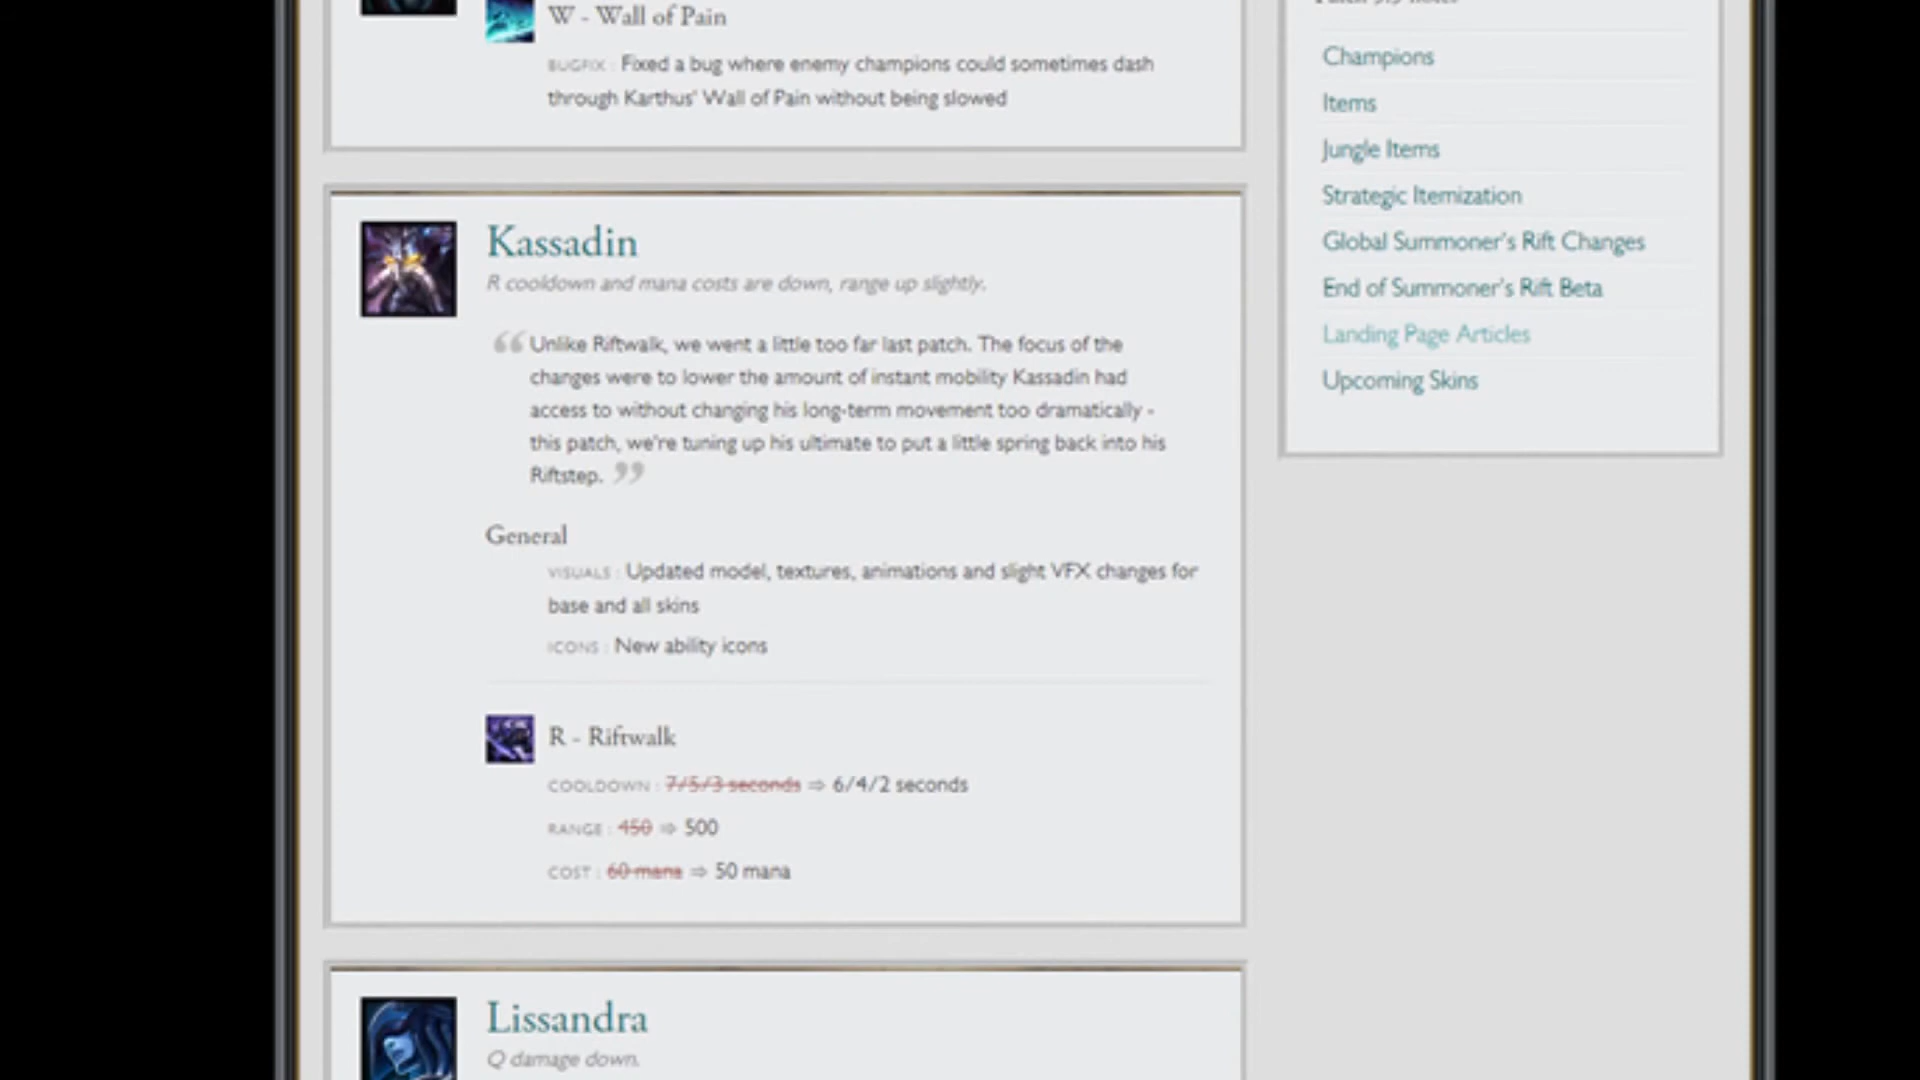 W - Wall of Pain
BUGFIX : Fixed a bug where enemy champions could sometimes dash
through Karthus' Wall of Pain without being slowed
Kassadin
R cooldown and mana costs are down, range up slightly.
“ Unlike Riftwalk, we went a little too far last patch. The focus of the
changes were to lower the amount of instant mobility Kassadin had
access to without changing his long-term movement too dramatically -
this patch, we're tuning up his ultimate to put a little spring back into his
Riftstep. ”
General
VISUALS : Updated model, textures, animations and slight VFX changes for
base and all skins
ICONS : New ability icons
R - Riftwalk
COOLDOWN : 7/5/3 seconds ⇒ 6/4/2 seconds
RANGE : 450 ⇒ 500
COST : 60 mana ⇒ 50 mana
Lissandra
Q damage down.
Champions
Items
Jungle Items
Strategic Itemization
Global Summoner's Rift Changes
End of Summoner's Rift Beta
Landing Page Articles
Upcoming Skins